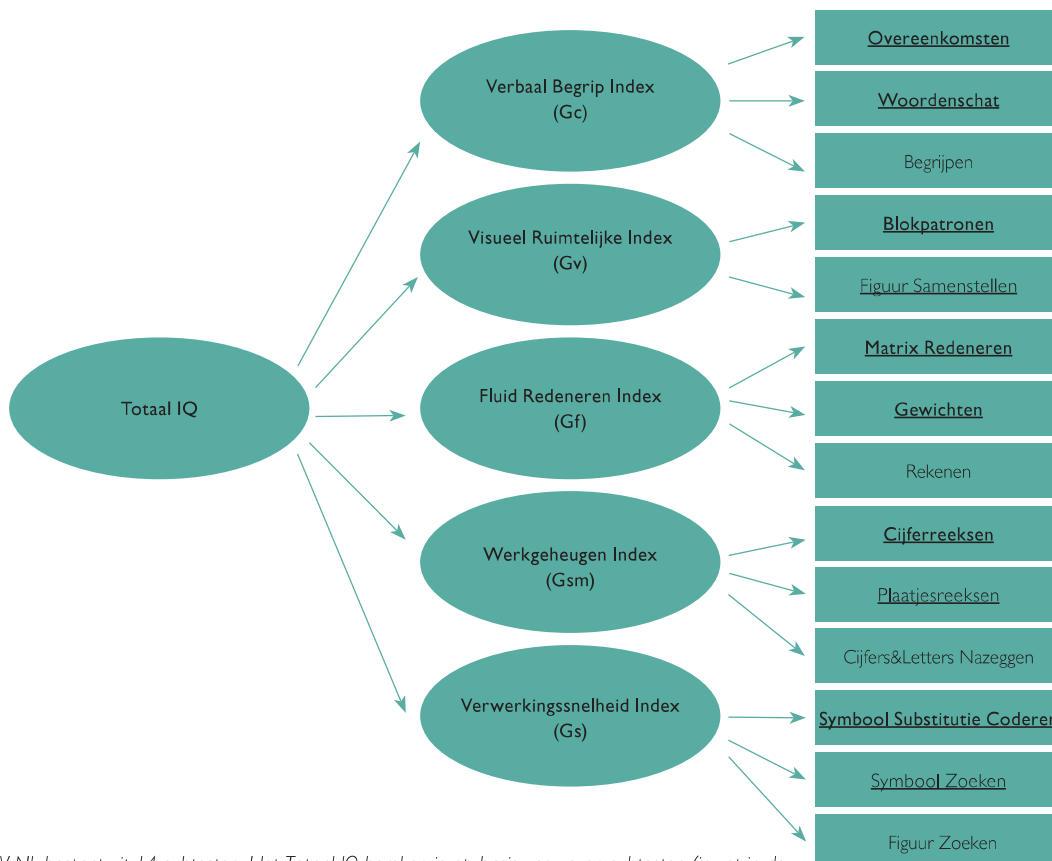 Totaal IQ
Verbaal Begrip Index
(Gc)
Overeenkomsten
Woordenschat
Begrijpen
Visueel Ruimtelijke Index
(Gv)
Blokpatronen
Figuur Samenstellen
Fluid Redeneren Index
(Gf)
Matrix Redeneren
Gewichten
Rekenen
Werkgeheugen Index
(Gsm)
Cijferreeksen
Plaatjesreeksen
Cijfers&Letters Nazeggen
Verwerkingssnelheid Index
(Gs)
Symbool Substitutie Coderen
Symbool Zoeken
Figuur Zoeken